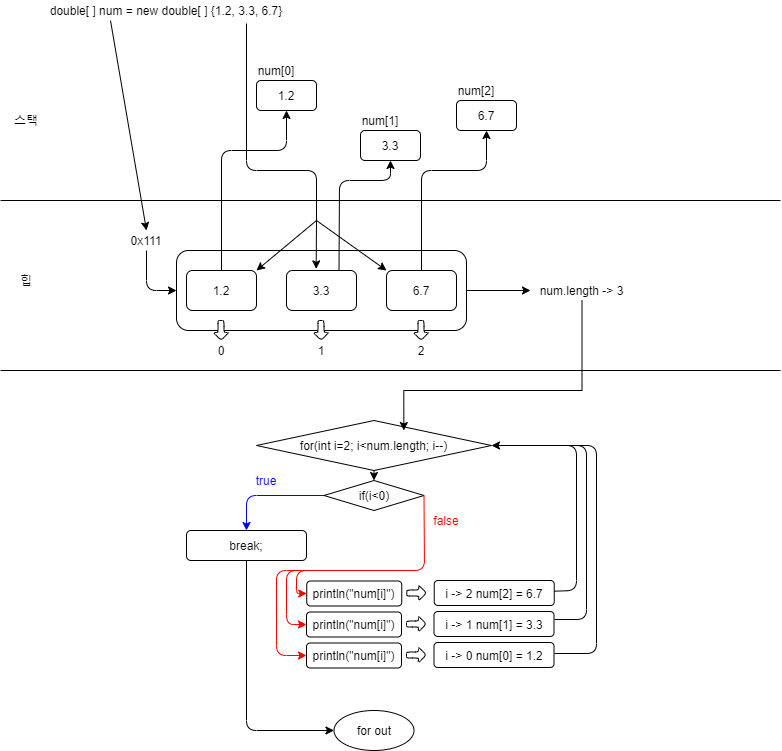 double[ ] num = new double[ ] {1.2, 3.3, 6.7}
num[0]
1.2
num[2]
6.7
num[1]
3.3
스택
0x111
힙
1.2
3.3
6.7
num.length -> 3
0
1
2
for(int i=2; i<num.length; i--)
true
if(i<0)
false
break;
println("num[i]")
i -> 2 num[2] = 6.7
println("num[i]")
i -> 1 num[1] = 3.3
println("num[i]")
i -> 0 num[0] = 1.2
for out